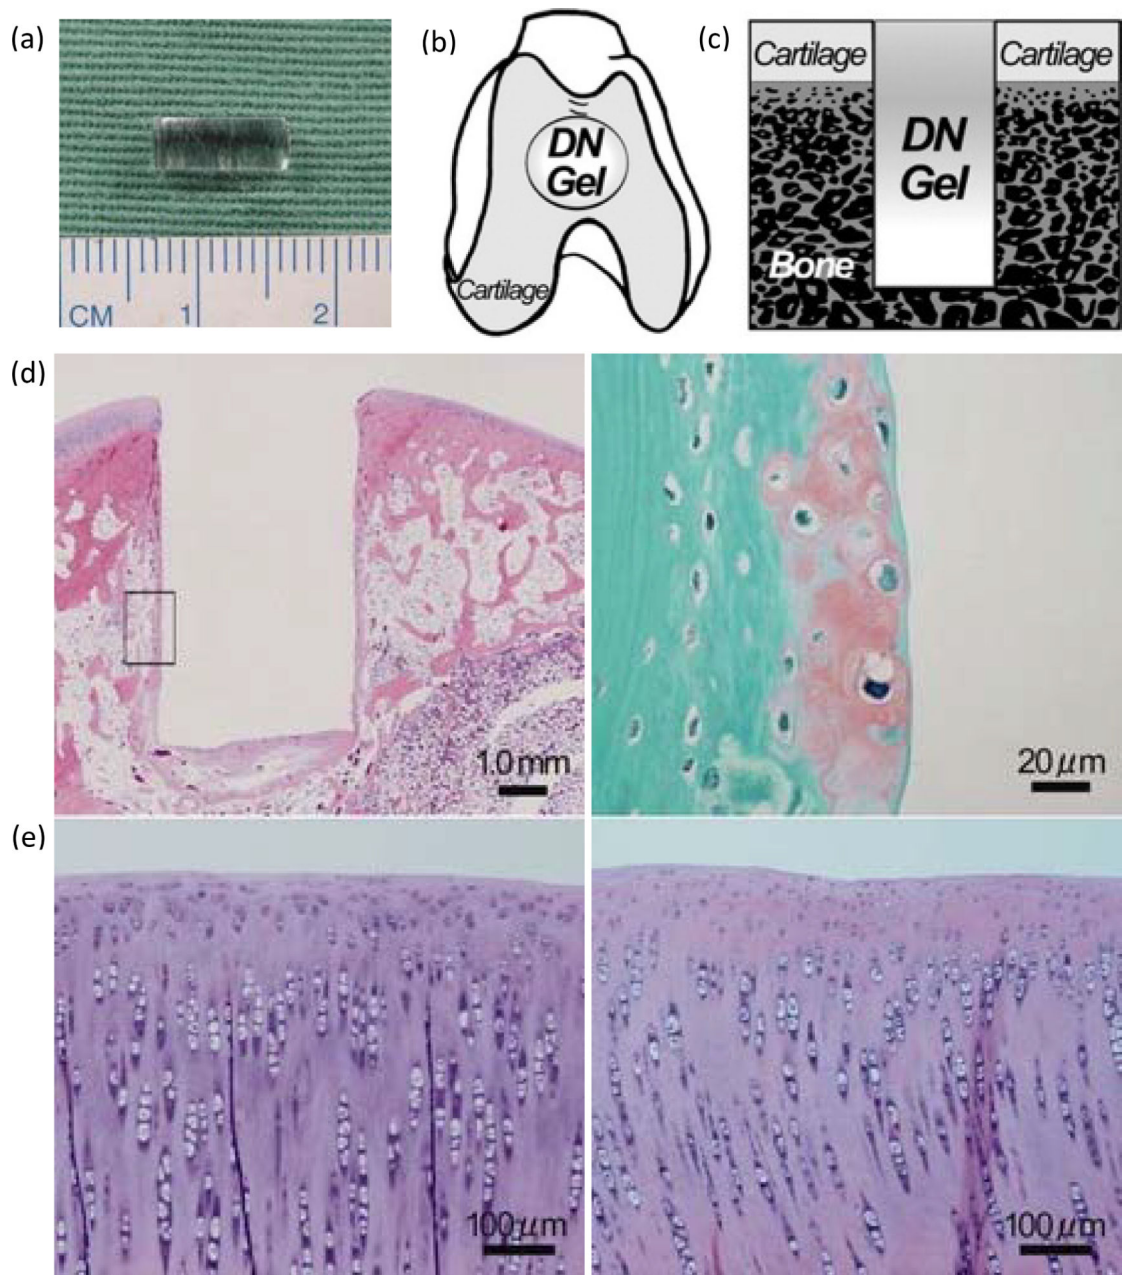 (a)
CM 1 2
(b)
DN
Gel
Cartilage
(c)
Cartilage
Cartilage
DN
Gel
Bone
(d)
1.0 mm
20 μm
(e)
100 μm
100 μm